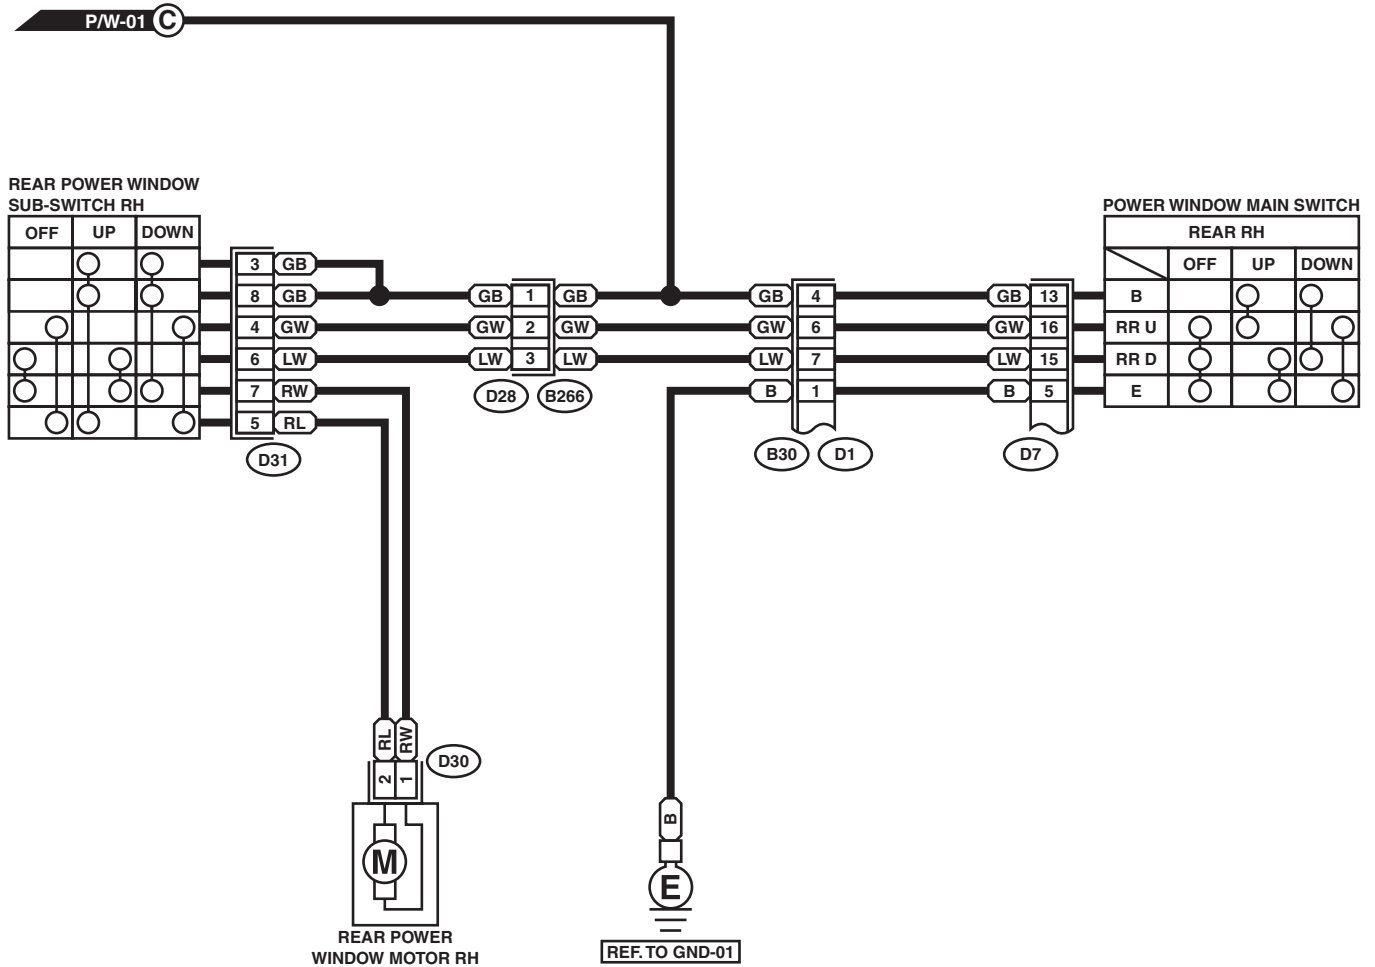 P/W-01 C
REAR POWER WINDOW
SUB-SWITCH RH
OFF UP DOWN
POWER WINDOW MAIN SWITCH
REAR RH
OFF UP DOWN
3 GB
8 GB GB 1 GB GB 4 GB 13 B
4 GW GW 2 GW GW 6 GW 16 RR U
6 LW LW 3 LW LW 7 LW 15 RR D
7 RW B 1 B 5 E
5 RL
D28 B266
D31
B30 D1
D7
RL RW
2 1
D30
M
REAR POWER
WINDOW MOTOR RH
B
E
REF. TO GND-01